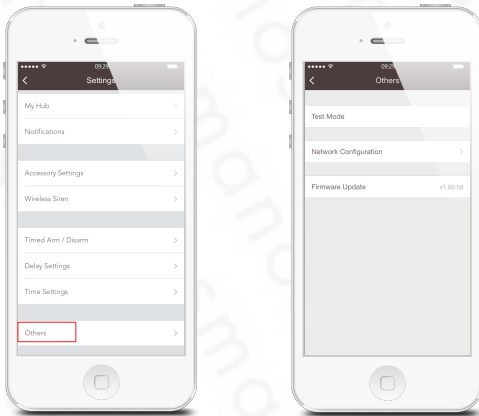 09:29
Settings
My Hub
Notifications
Accessory Settings
Wireless Siren
Timed Arm / Disarm
Delay Settings
Time Settings
Others
09:29
Others
Test Mode
Network Configuration
Firmware Update v1.00.58